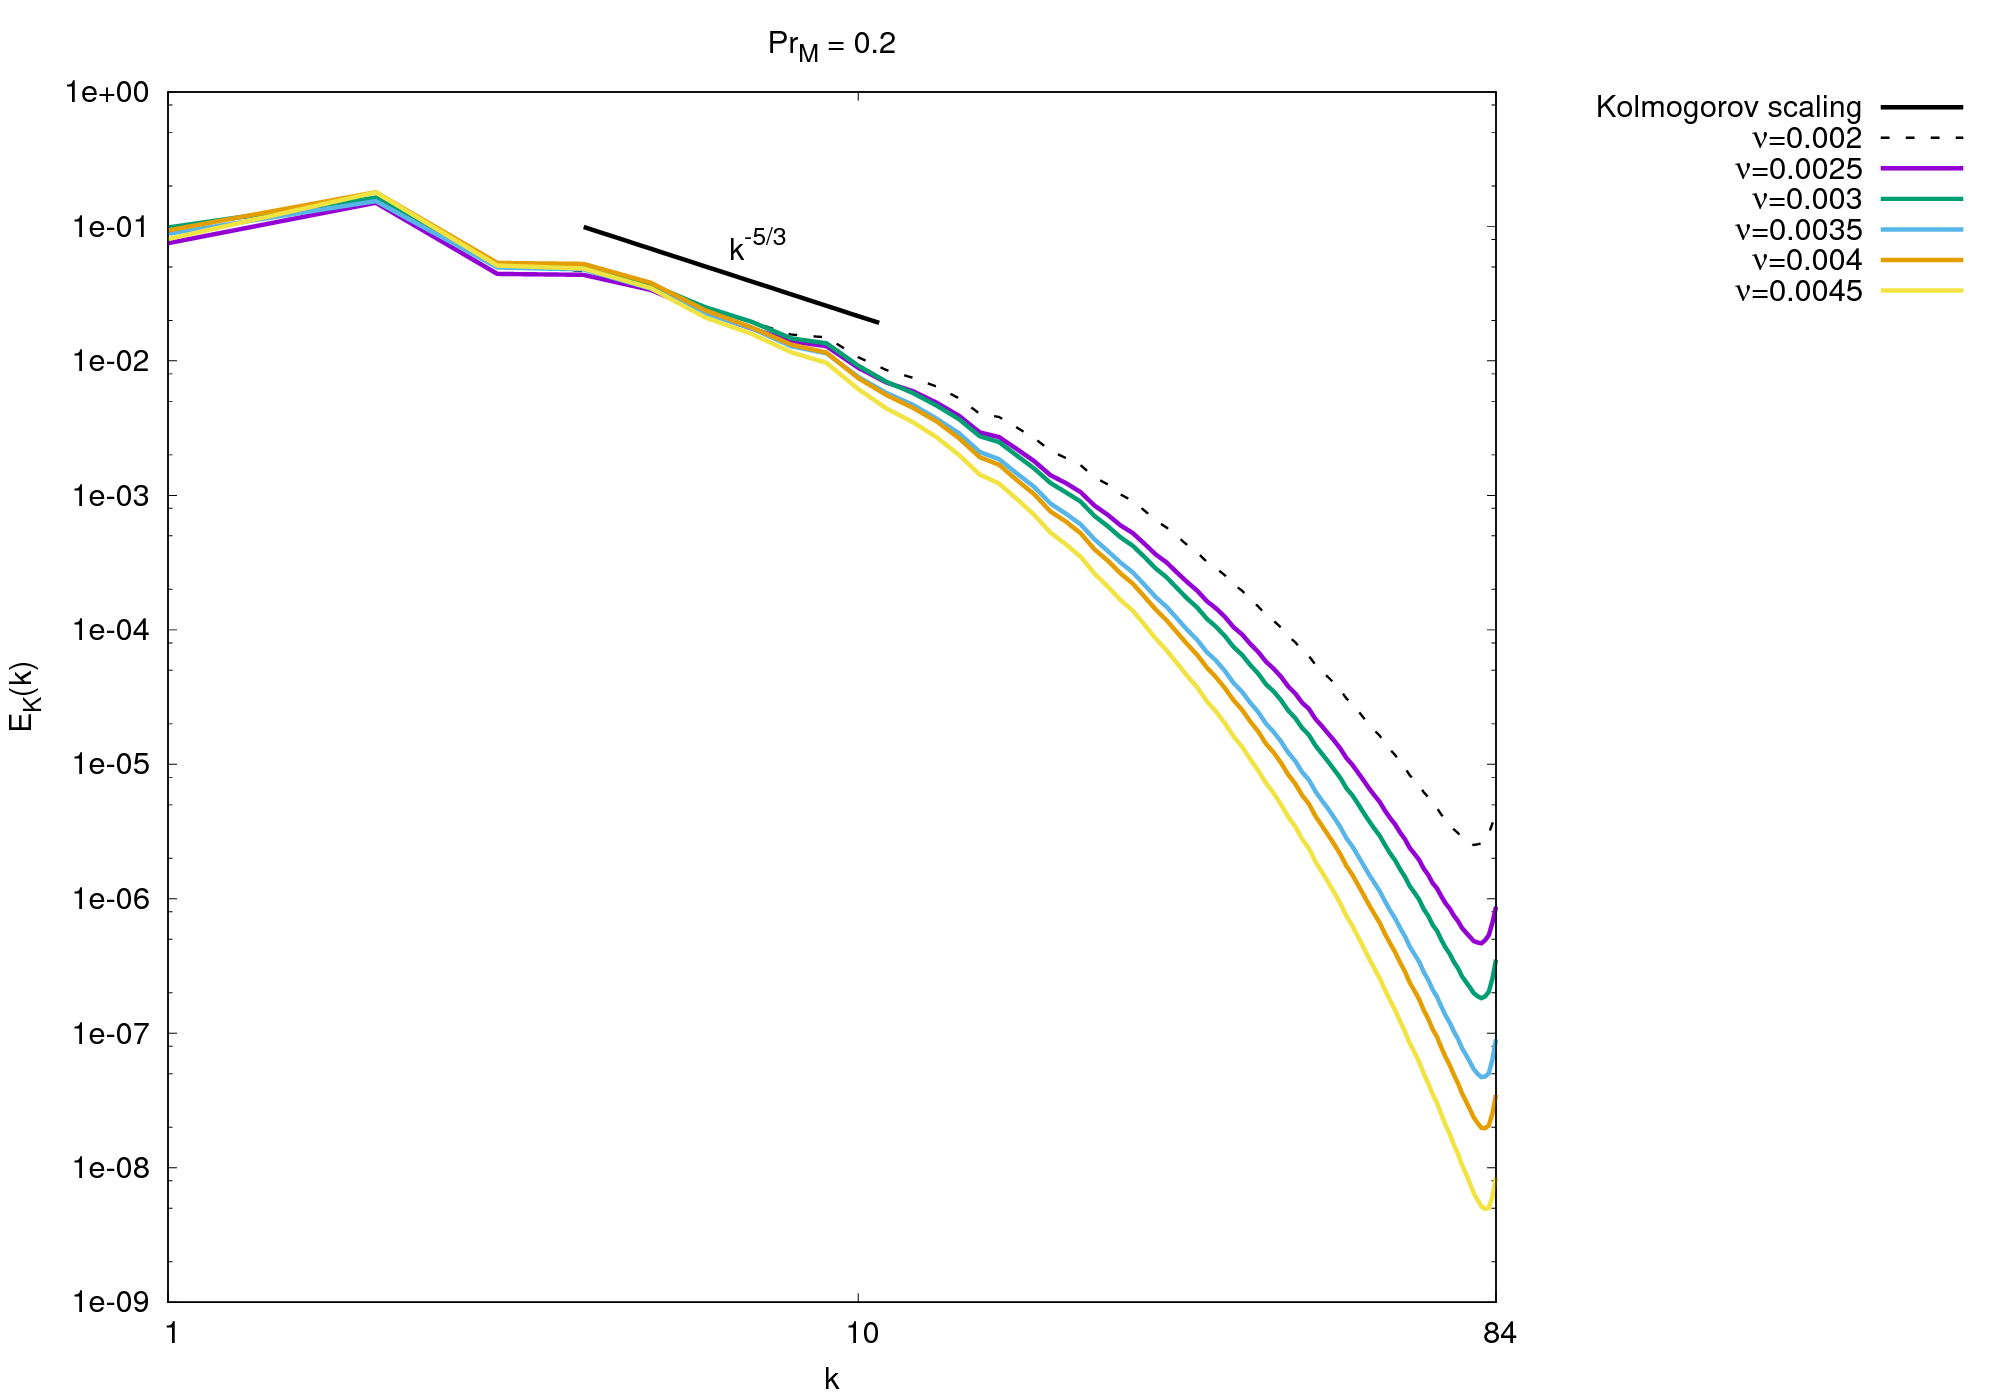 Pr_M = 0.2
1e+00
1e-01
1e-02
1e-03
1e-04
1e-05
1e-06
1e-07
1e-08
1e-09
E_K(k)
k^-5/3
1 10 84
k
Kolmogorov scaling
ν=0.002
ν=0.0025
ν=0.003
ν=0.0035
ν=0.004
ν=0.0045